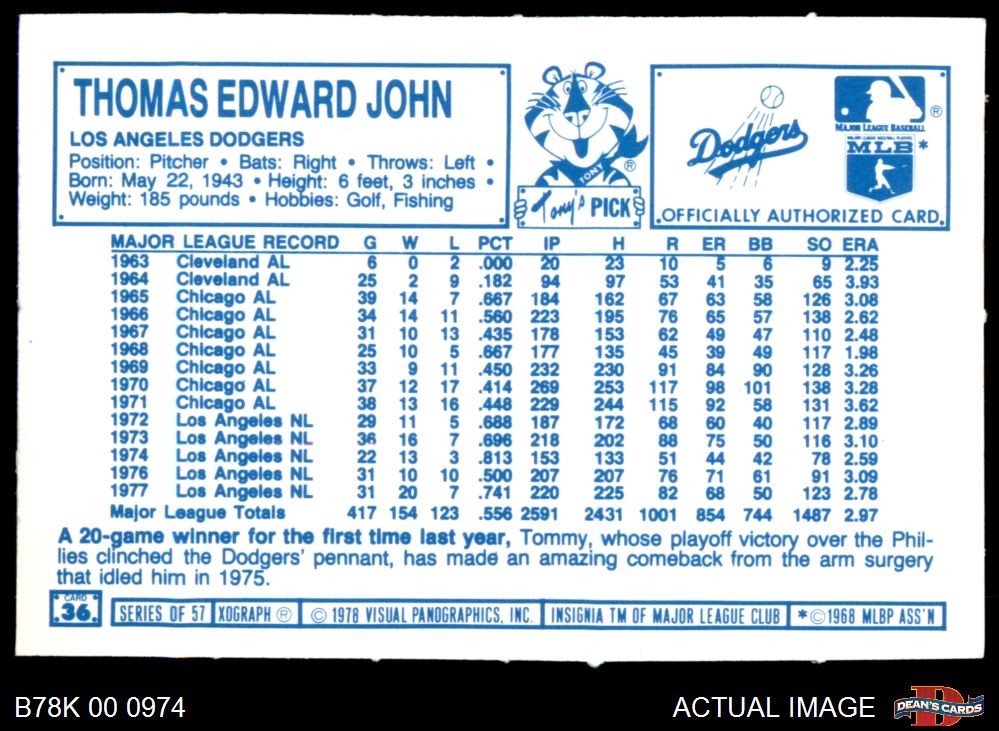 THOMAS EDWARD JOHN
LOS ANGELES DODGERS
Position: Pitcher • Bats: Right • Throws: Left •
Born: May 22, 1943 • Height: 6 feet, 3 inches •
Weight: 185 pounds • Hobbies: Golf, Fishing
TONY
®
Tony's PICK
Dodgers
®
MAJOR LEAGUE BASEBALL
MAJOR LEAGUE BASEBALL PLAYERS
MLB *
OFFICIALLY AUTHORIZED CARD
MAJOR LEAGUE RECORD G W L PCT IP H R ER BB SO ERA
1963 Cleveland AL 6 0 2 .000 20 23 10 5 6 9 2.25
1964 Cleveland AL 25 2 9 .182 94 97 53 41 35 65 3.93
1965 Chicago AL 39 14 7 .667 184 162 67 63 58 126 3.08
1966 Chicago AL 34 14 11 .560 223 195 76 65 57 138 2.62
1967 Chicago AL 31 10 13 .435 178 153 62 49 47 110 2.48
1968 Chicago AL 25 10 5 .667 177 135 45 39 49 117 1.98
1969 Chicago AL 33 9 11 .450 232 230 91 84 90 128 3.26
1970 Chicago AL 37 12 17 .414 269 253 117 98 101 138 3.28
1971 Chicago AL 38 13 16 .448 229 244 115 92 58 131 3.62
1972 Los Angeles NL 29 11 5 .688 187 172 68 60 40 117 2.89
1973 Los Angeles NL 36 16 7 .696 218 202 88 75 50 116 3.10
1974 Los Angeles NL 22 13 3 .813 153 133 51 44 42 78 2.59
1976 Los Angeles NL 31 10 10 .500 207 207 76 71 61 91 3.09
1977 Los Angeles NL 31 20 7 .741 220 225 82 68 50 123 2.78
Major League Totals 417 154 123 .556 2591 2431 1001 854 744 1487 2.97
A 20-game winner for the first time last year, Tommy, whose playoff victory over the Phil-
lies clinched the Dodgers' pennant, has made an amazing comeback from the arm surgery
that idled him in 1975.
CARD
36 SERIES OF 57 XOGRAPH ® © 1978 VISUAL PANOGRAPHICS, INC. INSIGNIA TM OF MAJOR LEAGUE CLUB *©1968 MLBP ASS'N
B78K 00 0974 ACTUAL IMAGE
DEAN'S CARDS